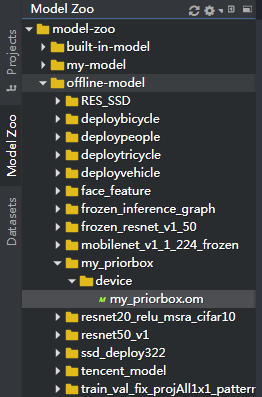 Model Zoo
Projects
Model Zoo
Datasets
model-zoo
built-in-model
my-model
offline-model
RES_SSD
deploybicycle
deploypeople
deploytricycle
deployvehicle
face_feature
frozen_inference_graph
frozen_resnet_v1_50
mobilenet_v1_1_224_frozen
my_priorbox
device
my_priorbox.om
resnet20_relu_msra_cifar10
resnet50_v1
ssd_deploy322
tencent_model
train_val_fix_projAll1x1_pattern